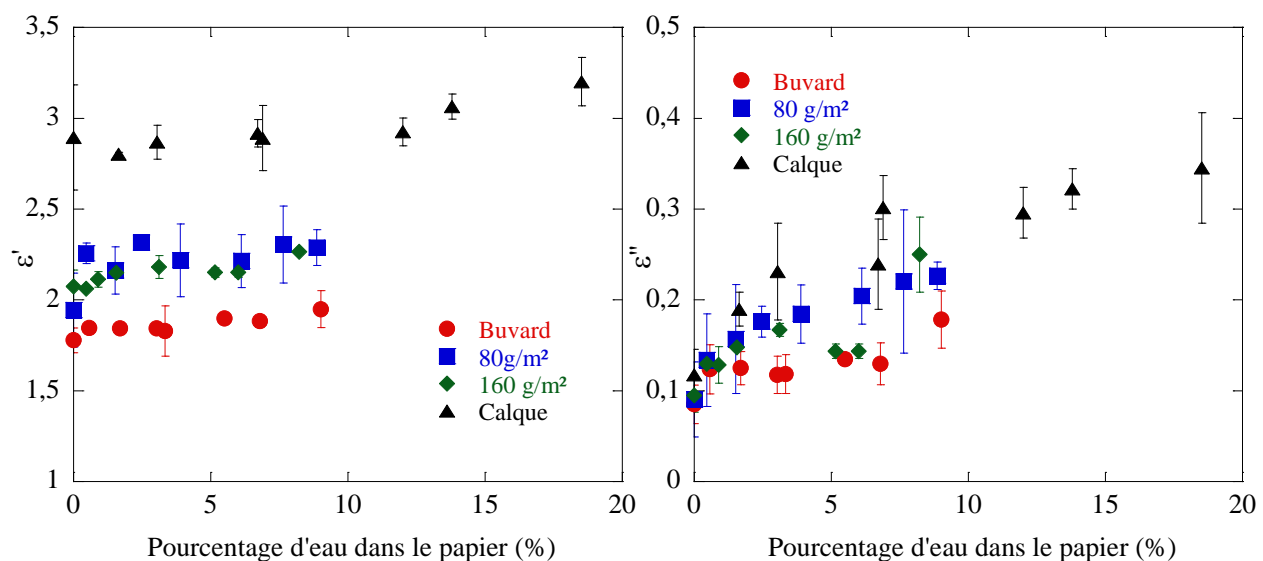 3,5
3
2,5
2
1,5
1
ε'
0
5
10
15
20
Pourcentage d'eau dans le papier (%)
Buvard
80g/m²
160 g/m²
Calque
0,5
0,4
0,3
0,2
0,1
0
ε"
0
5
10
15
20
Pourcentage d'eau dans le papier (%)
Buvard
80 g/m²
160 g/m²
Calque